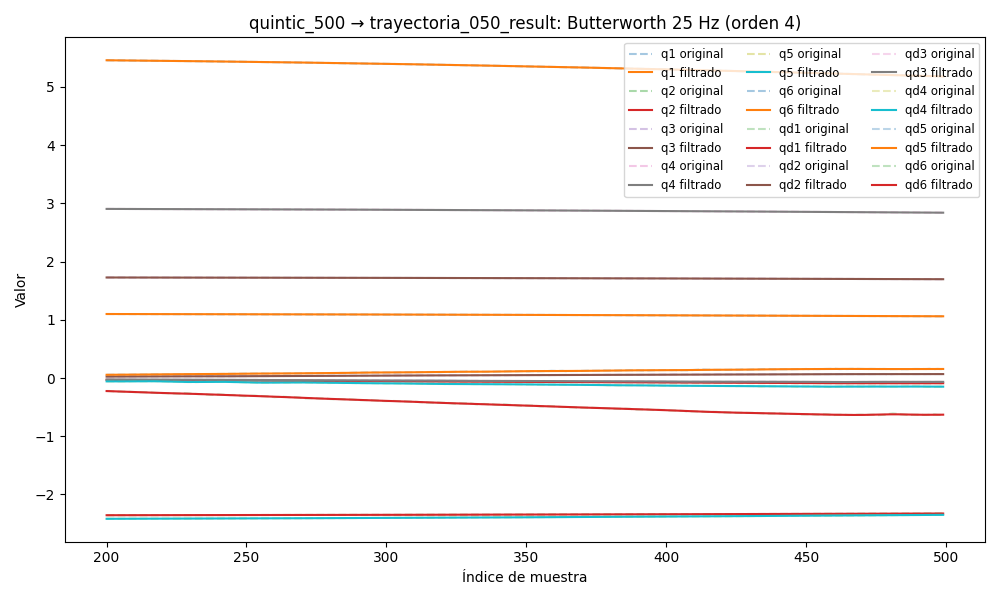 quintic_500 → trayectoria_050_result: Butterworth 25 Hz (orden 4)
q1 original
q1 filtrado
q2 original
q2 filtrado
q3 original
q3 filtrado
q4 original
q4 filtrado
q5 original
q5 filtrado
q6 original
q6 filtrado
qd1 original
qd1 filtrado
qd2 original
qd2 filtrado
qd3 original
qd3 filtrado
qd4 original
qd4 filtrado
qd5 original
qd5 filtrado
qd6 original
qd6 filtrado
Valor
5
4
3
2
1
0
−1
−2
200
250
300
350
400
450
500
Índice de muestra